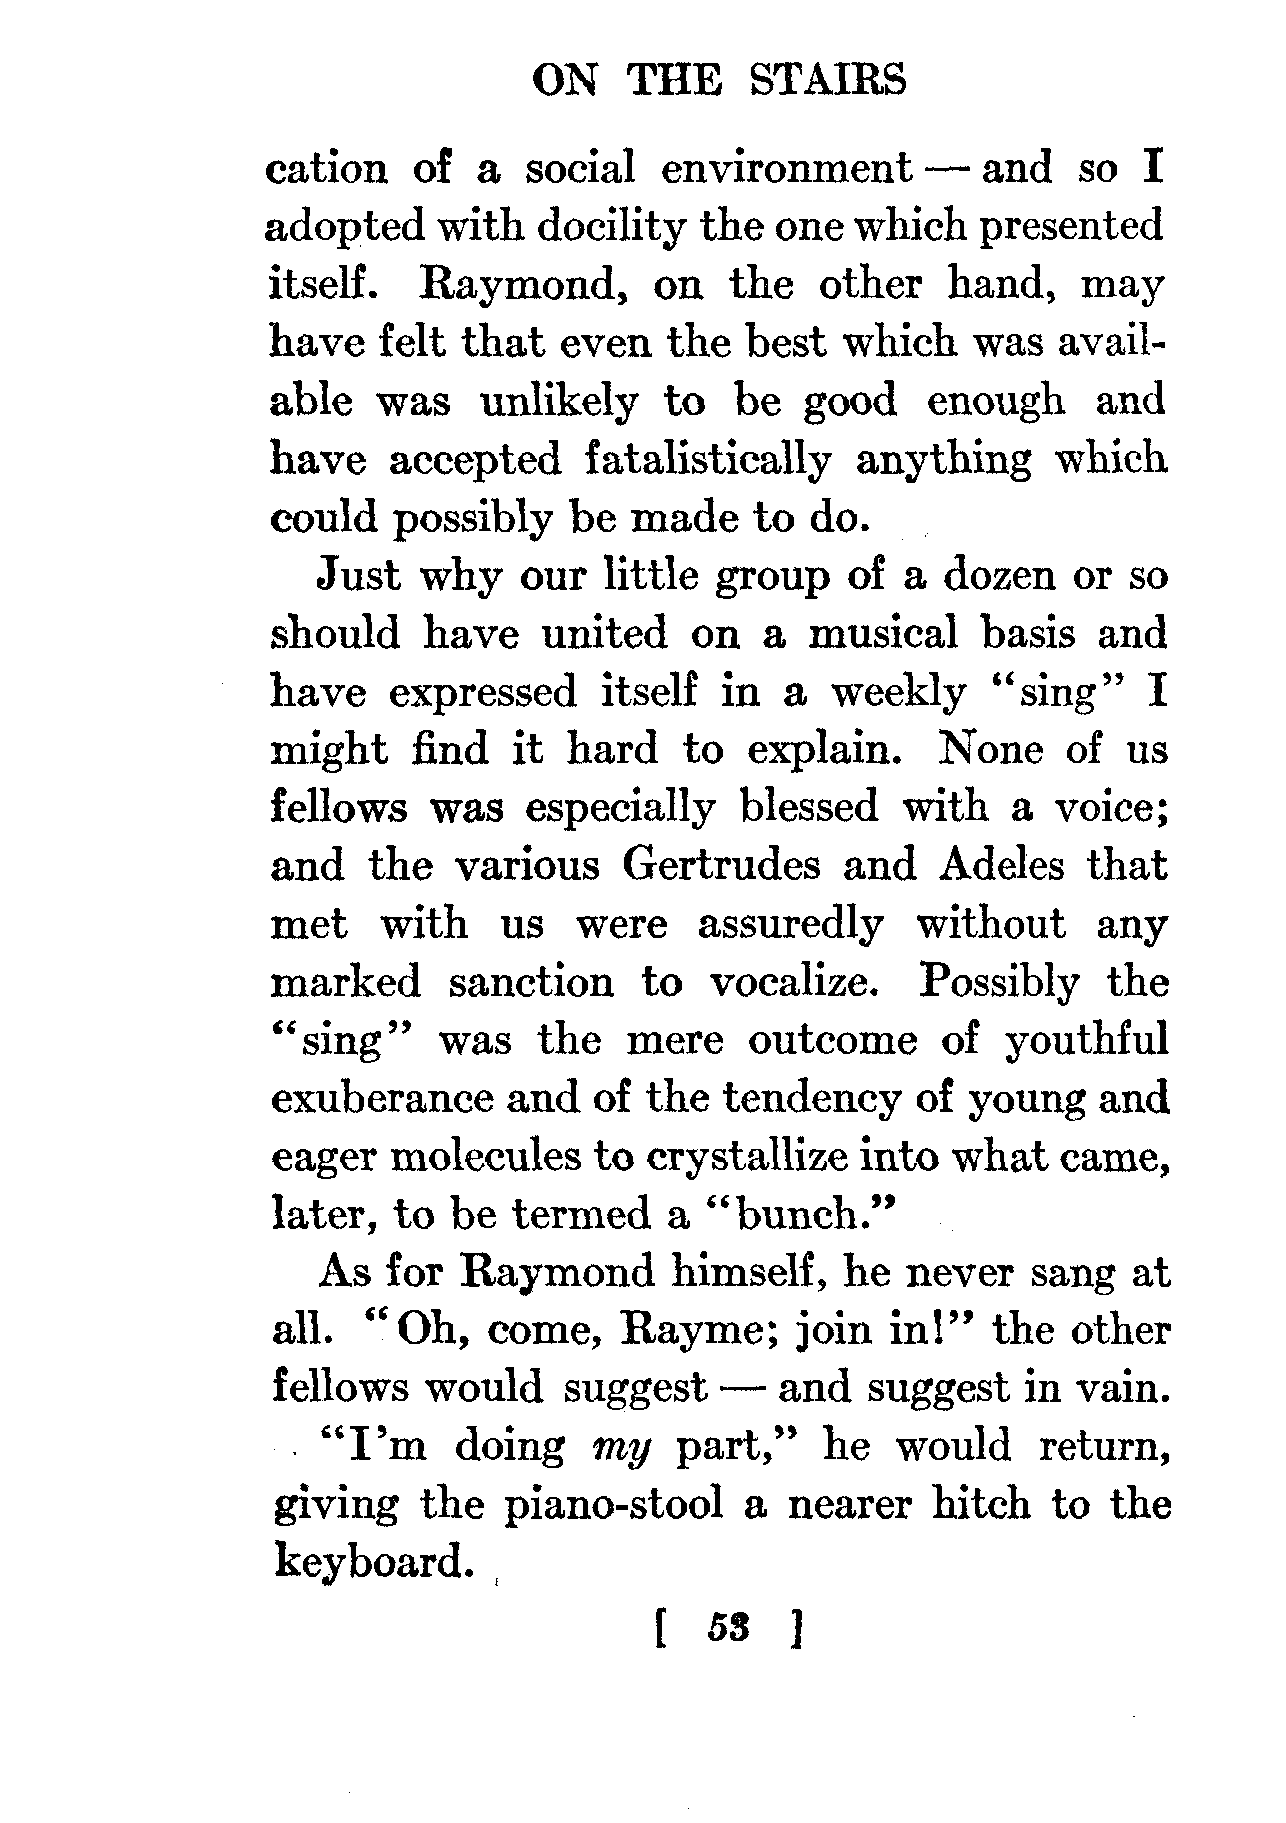 ON THE STAIRS
cation of a social environment — and so I
adopted with docility the one which presented
itself. Raymond, on the other hand, may
have felt that even the best which was avail-
able was unlikely to be good enough and
have accepted fatalistically anything which
could possibly be made to do.
Just why our little group of a dozen or so
should have united on a musical basis and
have expressed itself in a weekly “sing” I
might find it hard to explain. None of us
fellows was especially blessed with a voice;
and the various Gertrudes and Adeles that
met with us were assuredly without any
marked sanction to vocalize. Possibly the
“sing” was the mere outcome of youthful
exuberance and of the tendency of young and
eager molecules to crystallize into what came,
later, to be termed a “bunch.”
As for Raymond himself, he never sang at
all. “Oh, come, Rayme; join in!” the other
fellows would suggest — and suggest in vain.
“I’m doing my part,” he would return,
giving the piano-stool a nearer hitch to the
keyboard.
[ 53 ]